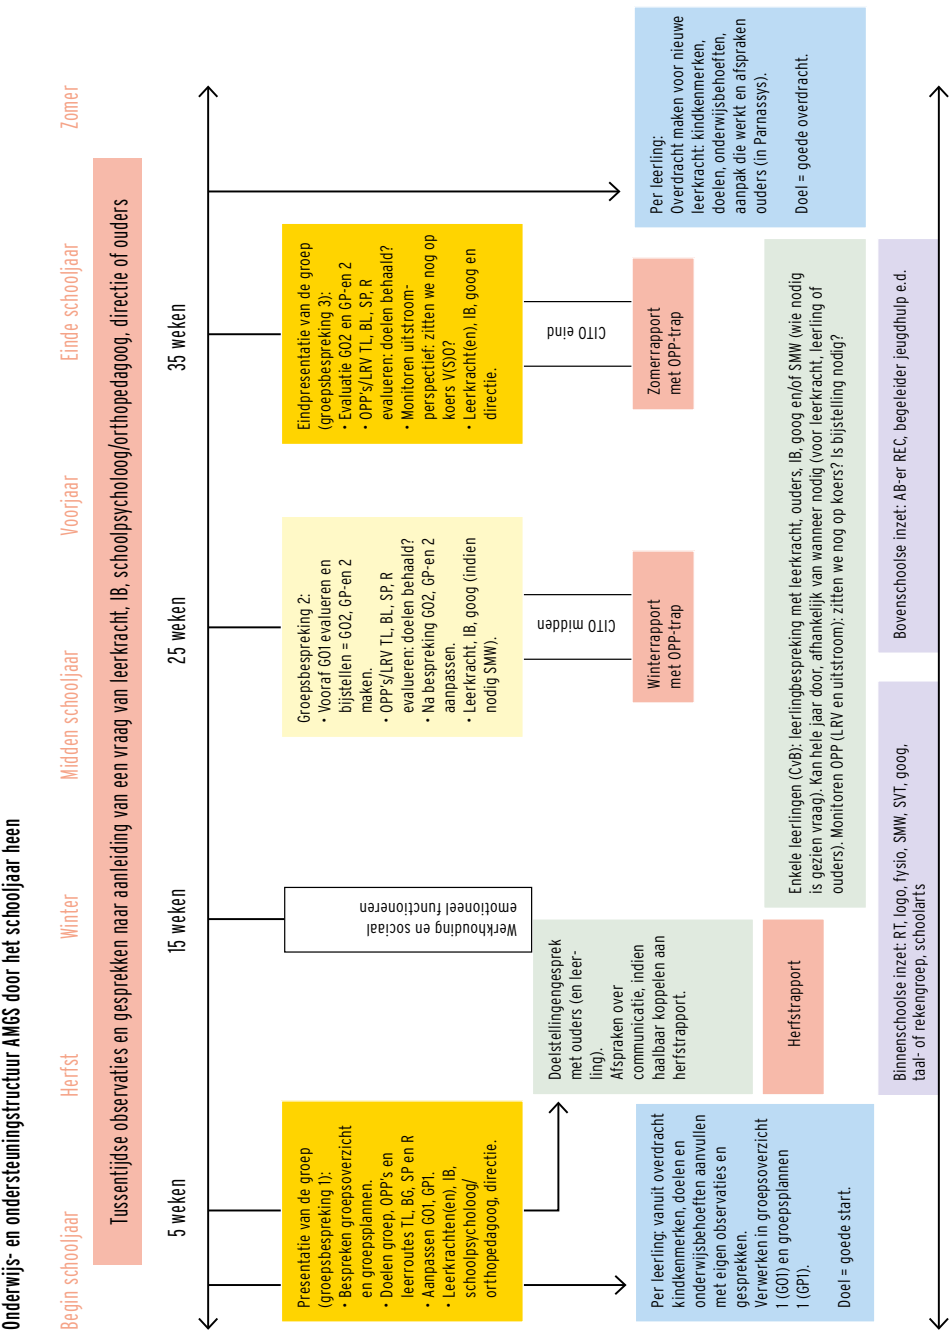 Onderwijs- en ondersteuningstructuur AMGS door het schooljaar heen
Begin schooljaar
Herfst
Winter
Midden schooljaar
Voorjaar
Einde schooljaar
Zomer
Tussentijdse observaties en gesprekken naar aanleiding van een vraag van leerkracht, IB, schoolpsycholoog/orthopedagoog, directie of ouders
5 weken
15 weken
25 weken
35 weken
Presentatie van de groep
(groepsbespreking 1):
• Bespreken groepsoverzicht
en groepsplannen.
• Doelen groep, OPP's en
leerroutes TL, BG, SP en R
• Aanpassen GO1, GP1.
• Leerkrachten(en), IB,
schoolpsycholoog/
orthopedagoog, directie.
Werkhouding en sociaal
emotioneel functioneren
Groepsbespreking 2:
• Vooraf GO1 evalueren en
bijstellen = GO2, GP-en 2
maken.
• OPP's/LRV TL, BL, SP, R
evalueren: doelen behaald?
• Na bespreking GO2, GP-en 2
aanpassen.
• Leerkracht, IB, goog (indien
nodig SMW).
Eindpresentatie van de groep
(groepsbespreking 3):
• Evaluatie GO2 en GP-en 2
• OPP's/LRV TL, BL, SP, R
evalueren: doelen behaald?
• Monitoren uitstroom-
perspectief: zitten we nog op
koers V(S)O?
• Leerkracht(en), IB, goog en
directie.
CITO midden
CITO eind
Doelstellingengesprek
met ouders (en leer-
ling).
Afspraken over
communicatie, indien
haalbaar koppelen aan
herfstrapport.
Per leerling: vanuit overdracht
kindkenmerken, doelen en
onderwijsbehoeften aanvullen
met eigen observaties en
gesprekken.
Verwerken in groepsoverzicht
1 (GO1) en groepsplannen
1 (GP1).
Doel = goede start.
Herfstrapport
Winterrapport
met OPP-trap
Zomerrapport
met OPP-trap
Per leerling:
Overdracht maken voor nieuwe
leerkracht: kindkenmerken,
doelen, onderwijsbehoeften,
aanpak die werkt en afspraken
ouders (in Parnassys).
Doel = goede overdracht.
Enkele leerlingen (CvB): leerlingbespreking met leerkracht, ouders, IB, goog en/of SMW (wie nodig
is gezien vraag). Kan hele jaar door, afhankelijk van wanneer nodig (voor leerkracht, leerling of
ouders). Monitoren OPP (LRV en uitstroom): zitten we nog op koers? Is bijstelling nodig?
Binnenschoolse inzet: RT, logo, fysio, SMW, SVT, goog,
taal- of rekengroep, schoolarts
Bovenschoolse inzet: AB-er REC, begeleider jeugdhulp e.d.